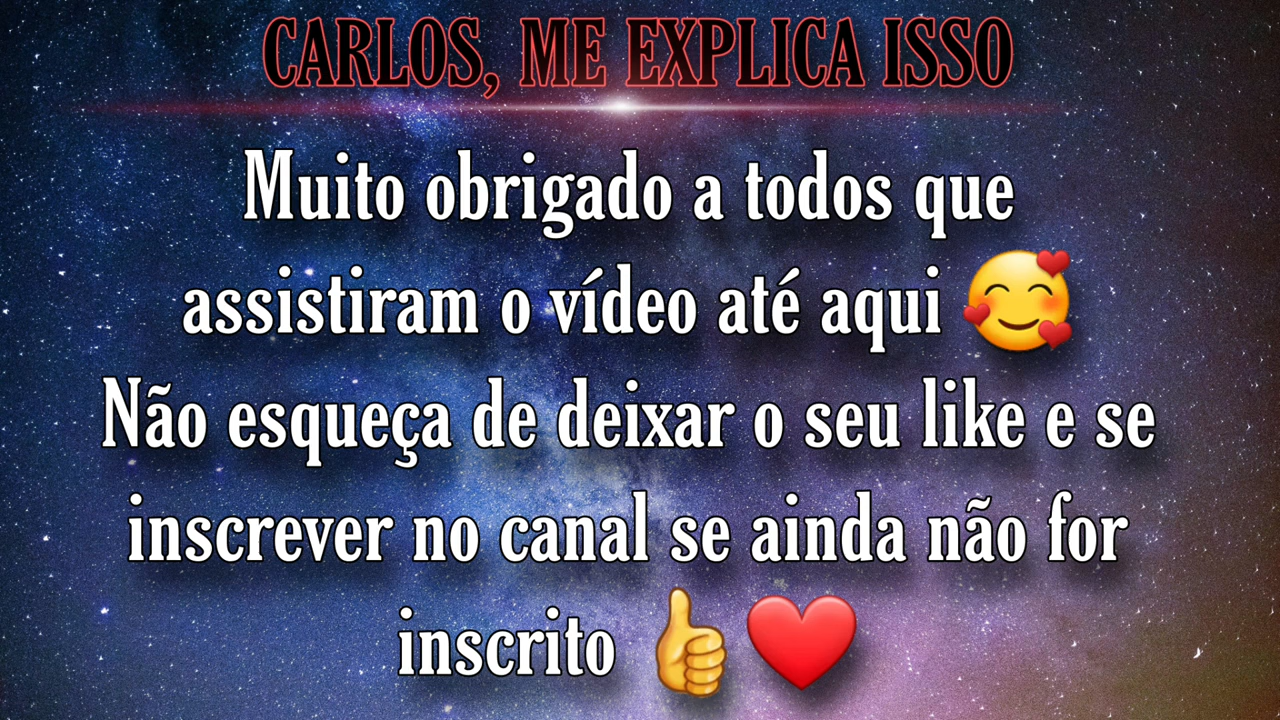 CARLOS, ME EXPLICA ISSO
Muito obrigado a todos que
assistiram o vídeo até aqui 🥰
Não esqueça de deixar o seu like e se
inscrever no canal se ainda não for
inscrito 👍❤️